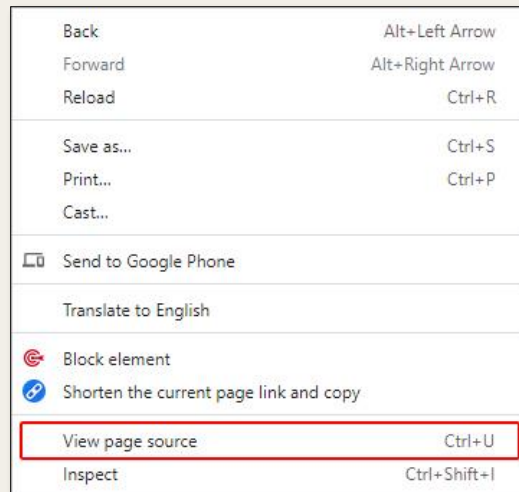 Back Alt+Left Arrow
Forward Alt+Right Arrow
Reload Ctrl+R
Save as... Ctrl+S
Print... Ctrl+P
Cast...
Send to Google Phone
Translate to English
Block element
Shorten the current page link and copy
View page source Ctrl+U
Inspect Ctrl+Shift+I